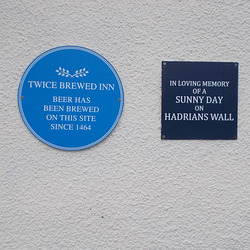 TWICE BREWED INN
BEER HAS
BEEN BREWED
ON THIS SITE
SINCE 1464
IN LOVING MEMORY
OF A
SUNNY DAY
ON
HADRIANS WALL